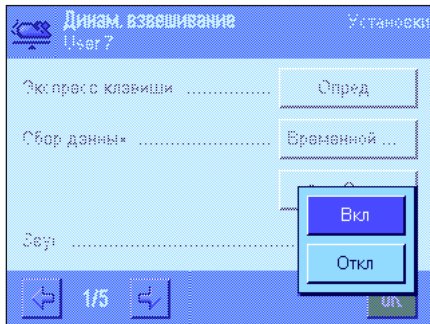 Динам. взвешивание
Установки
User 7
Экспресс клавиши ............... Опред
Сбор данных .................... Временной ...
Вкл
Звук
Откл
1/5
OK